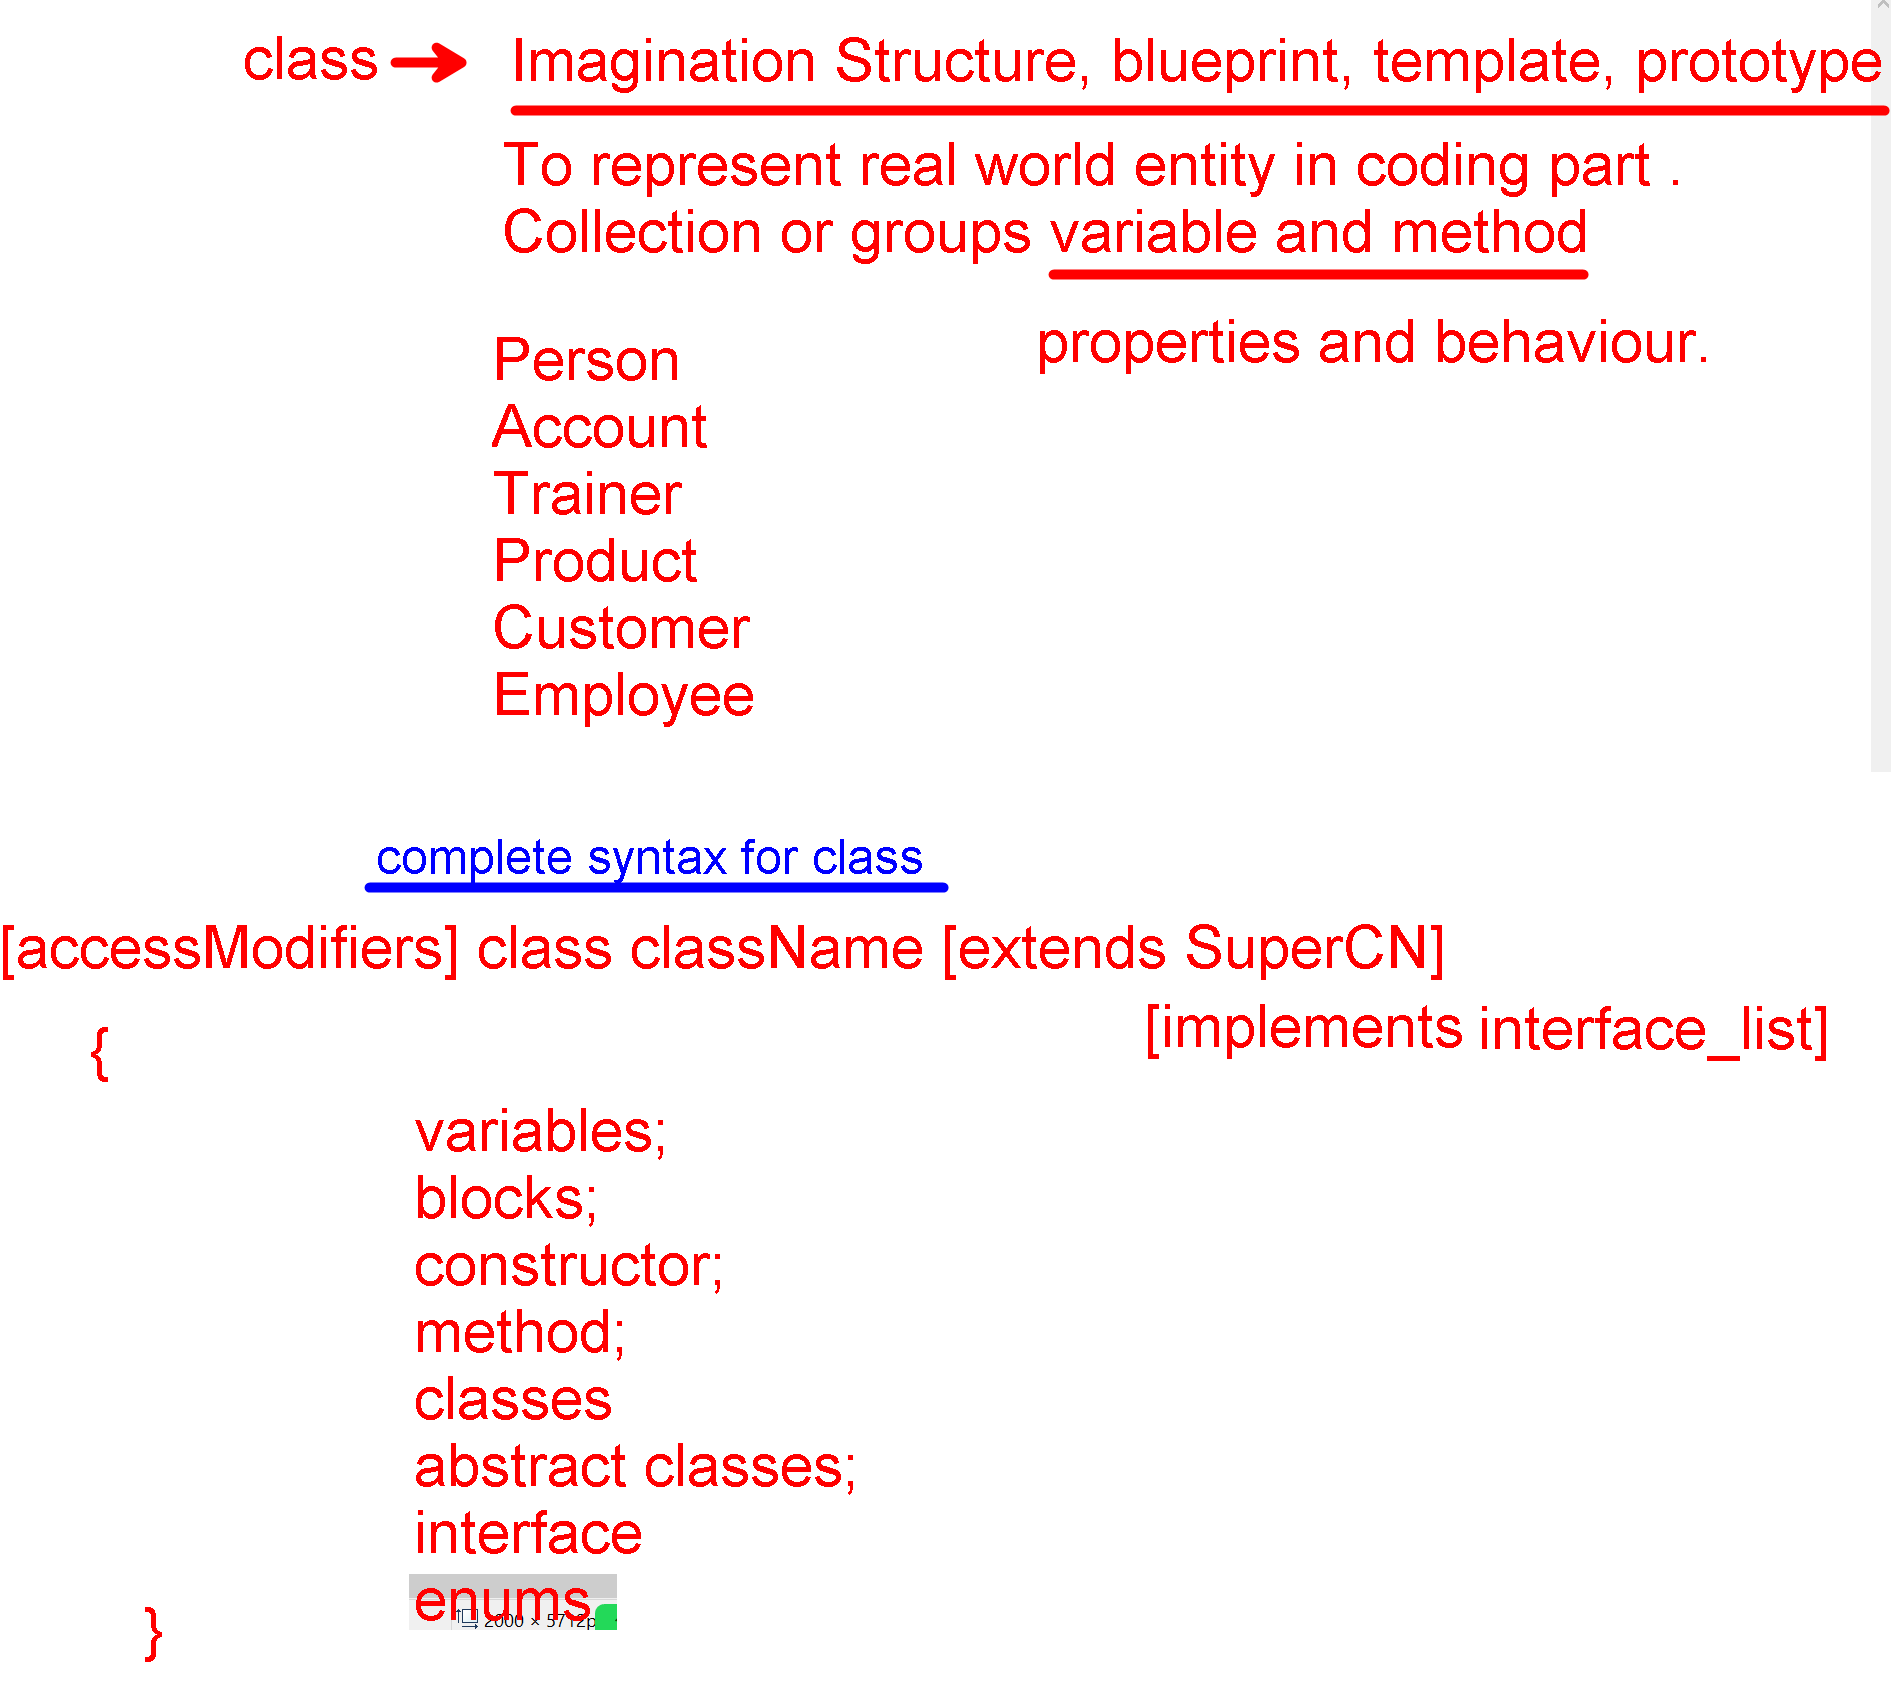 class Imagination Structure, blueprint, template, prototype
To represent real world entity in coding part .
Collection or groups variable and method
properties and behaviour.
Person
Account
Trainer
Product
Customer
Employee
complete syntax for class
[accessModifiers] class className [extends SuperCN]
[implements interface_list]
{
variables;
blocks;
constructor;
method;
classes
abstract classes;
interface
enums
2000 × 5712p
}